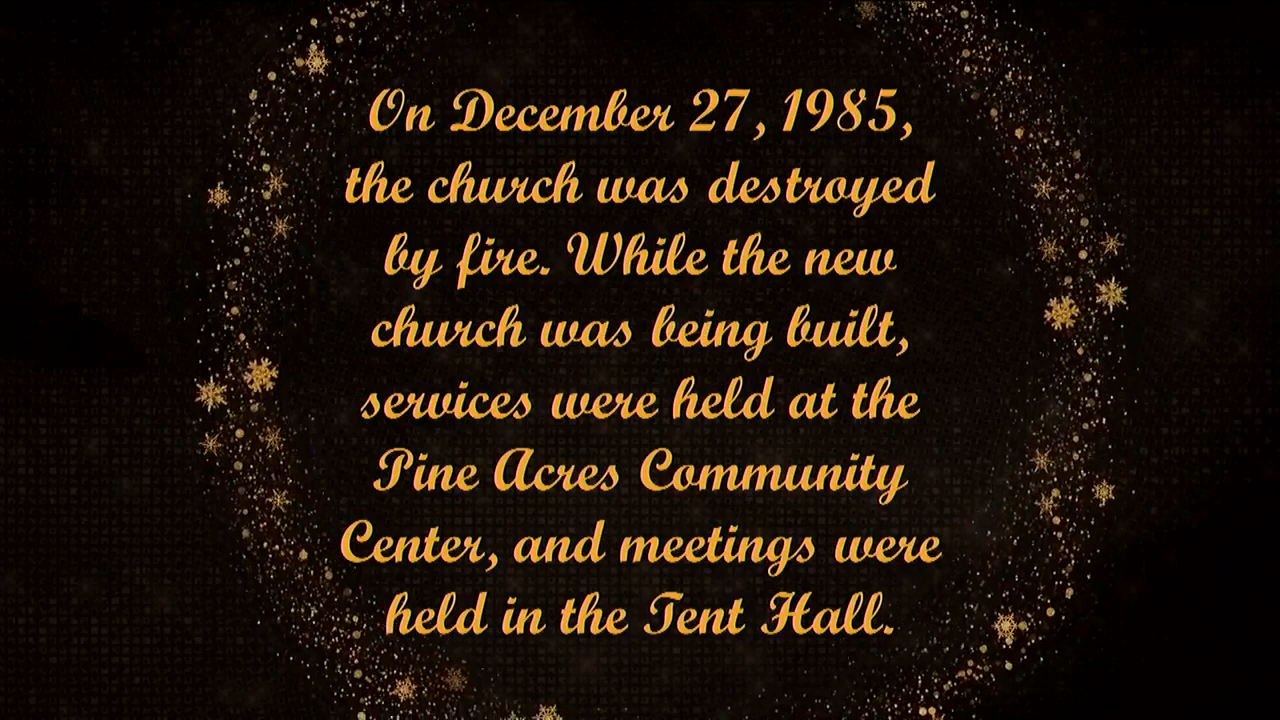 On December 27, 1985,
the church was destroyed
by fire. While the new
church was being built,
services were held at the
Pine Acres Community
Center, and meetings were
held in the Tent Hall.